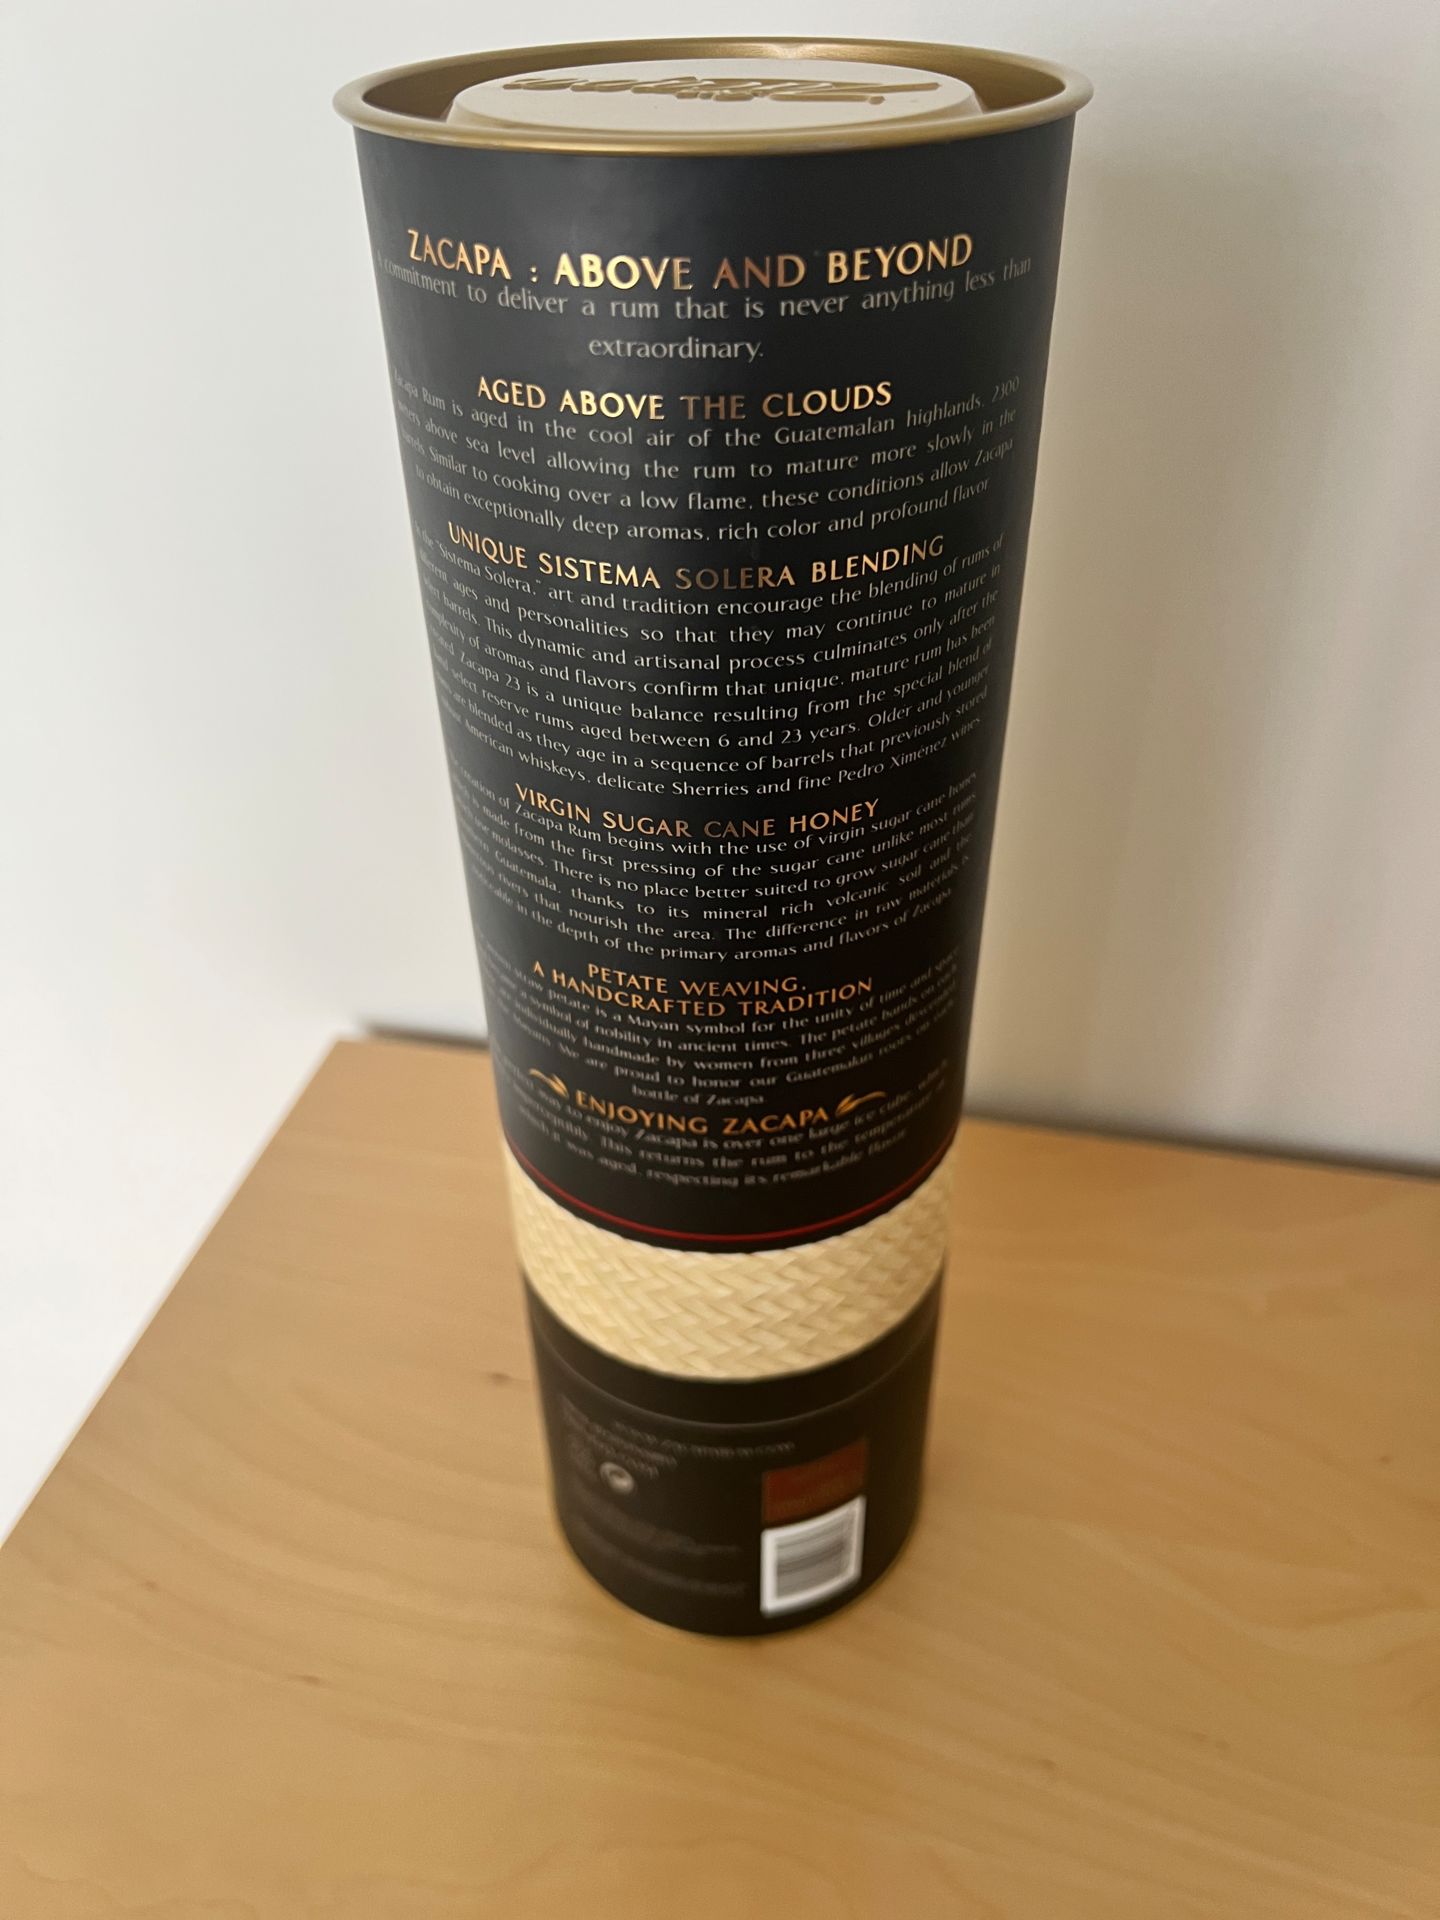 Zacapa
ZACAPA : ABOVE AND BEYOND
commitment to deliver a rum that is never anything less than
extraordinary.
AGED ABOVE THE CLOUDS
Zacapa Rum is aged in the cool air of the Guatemalan highlands, 2300
meters above sea level allowing the rum to mature more slowly in the
barrels. Similar to cooking over a low flame, these conditions allow Zacapa
to obtain exceptionally deep aromas, rich color and profound flavor
UNIQUE SISTEMA SOLERA BLENDING
the "Sistema Solera," art and tradition encourage the blending of rums of
different ages and personalities so that they may continue to mature in
barrels. This dynamic and artisanal process culminates only after the
complexity of aromas and flavors confirm that unique, mature rum has been
created. Zacapa 23 is a unique balance resulting from the special blend of
select reserve rums aged between 6 and 23 years. Older and younger
are blended as they age in a sequence of barrels that previously stored
American whiskeys, delicate Sherries and fine Pedro Ximénez wines
VIRGIN SUGAR CANE HONEY
creation of Zacapa Rum begins with the use of virgin sugar cane honey,
which is made from the first pressing of the sugar cane unlike most rums
which use molasses. There is no place better suited to grow sugar cane than
Guatemala, thanks to its mineral rich volcanic soil and the
rivers that nourish the area. The difference in raw materials is
in the depth of the primary aromas and flavors of Zacapa.
PETATE WEAVING,
A HANDCRAFTED TRADITION
straw petate is a Mayan symbol for the unity of time and space
a symbol of nobility in ancient times. The petate bands on each
individually handmade by women from three villages descended
Mayans. We are proud to honor our Guatemalan roots on each
bottle of Zacapa.
ENJOYING ZACAPA
way to enjoy Zacapa is over one large ice cube, which
imperceptibly. This returns the rum to the temperature at
which it was aged, respecting its remarkable flavor.